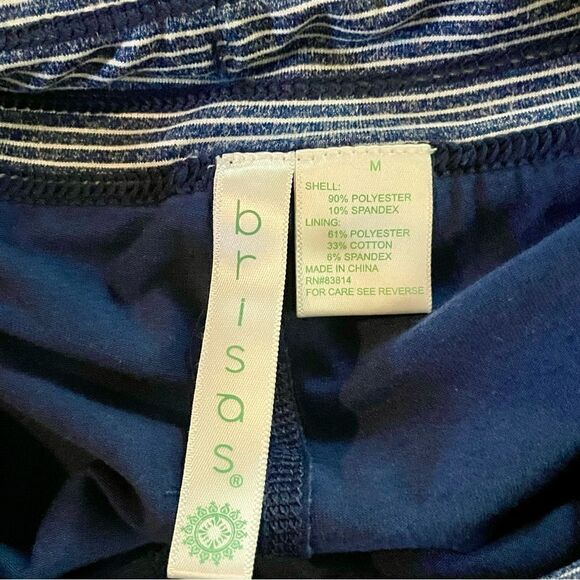 brisas®
M
SHELL:
90% POLYESTER
10% SPANDEX
LINING:
61% POLYESTER
33% COTTON
6% SPANDEX
MADE IN CHINA
RN#83814
FOR CARE SEE REVERSE